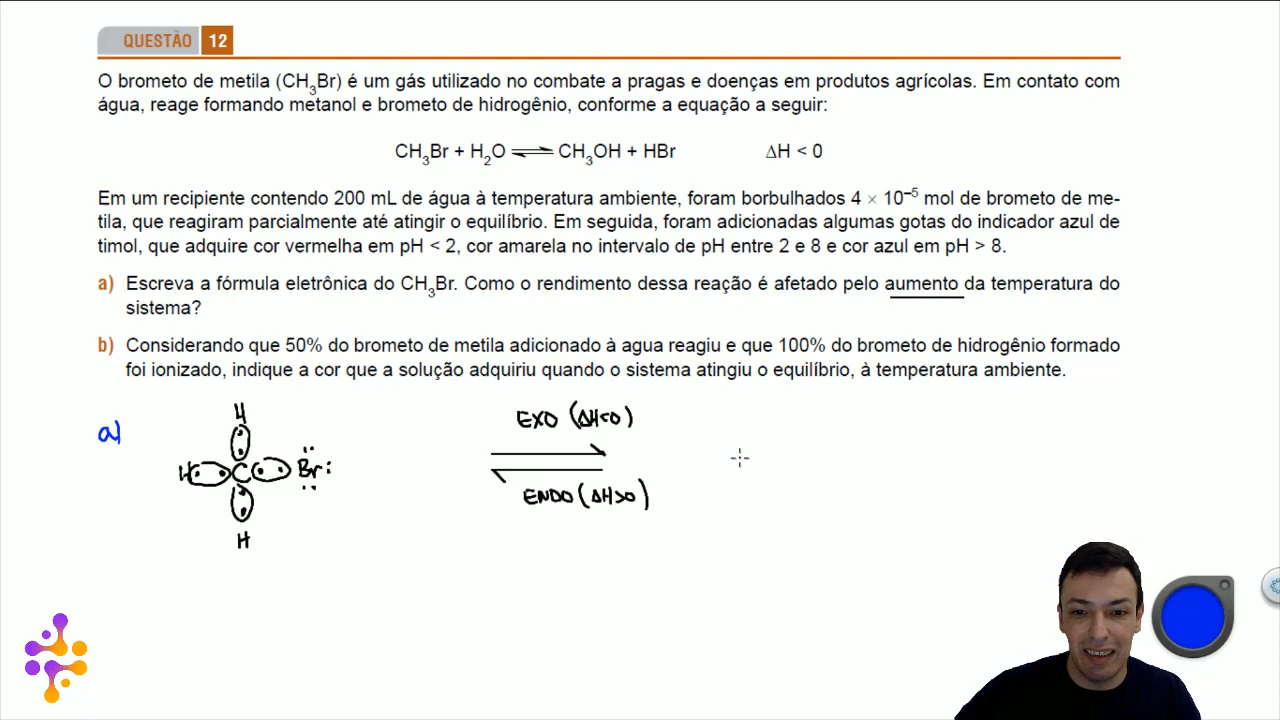 QUESTÃO 12
O brometo de metila (CH₃Br) é um gás utilizado no combate a pragas e doenças em produtos agrícolas. Em contato com
água, reage formando metanol e brometo de hidrogênio, conforme a equação a seguir:
CH₃Br + H₂O ⇌ CH₃OH + HBr ΔH < 0
Em um recipiente contendo 200 mL de água à temperatura ambiente, foram borbulhados 4 × 10⁻⁵ mol de brometo de me-
tila, que reagiram parcialmente até atingir o equilíbrio. Em seguida, foram adicionadas algumas gotas do indicador azul de
timol, que adquire cor vermelha em pH < 2, cor amarela no intervalo de pH entre 2 e 8 e cor azul em pH > 8.
a) Escreva a fórmula eletrônica do CH₃Br. Como o rendimento dessa reação é afetado pelo aumento da temperatura do
sistema?
b) Considerando que 50% do brometo de metila adicionado à agua reagiu e que 100% do brometo de hidrogênio formado
foi ionizado, indique a cor que a solução adquiriu quando o sistema atingiu o equilíbrio, à temperatura ambiente.
a)
H
H C Br
H
EXO (ΔH<0)
ENDO (ΔH>0)